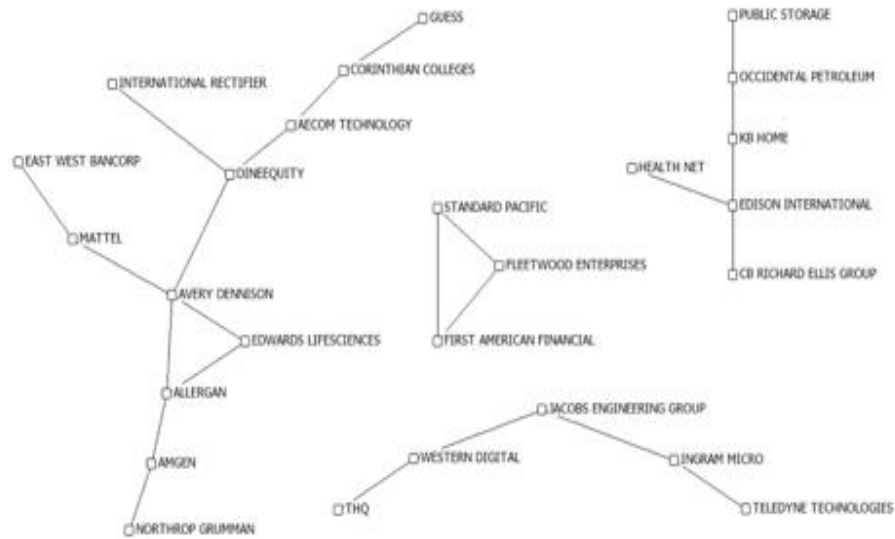 PUBLIC STORAGE
GUESS
CORINTHIAN COLLEGES
OCCIDENTAL PETROLEUM
INTERNATIONAL RECTIFIER
AECOM TECHNOLOGY
KB HOME
EAST WEST BANCORP
HEALTH NET
DINEEQUITY
EDISON INTERNATIONAL
STANDARD PACIFIC
MATTEL
FLEETWOOD ENTERPRISES
CB RICHARD ELLIS GROUP
AVERY DENNISON
EDWARDS LIFESCIENCES
FIRST AMERICAN FINANCIAL
ALLERGAN
JACOBS ENGINEERING GROUP
WESTERN DIGITAL
INGRAM MICRO
AMGEN
THQ
TELEDYNE TECHNOLOGIES
NORTHROP GRUMMAN